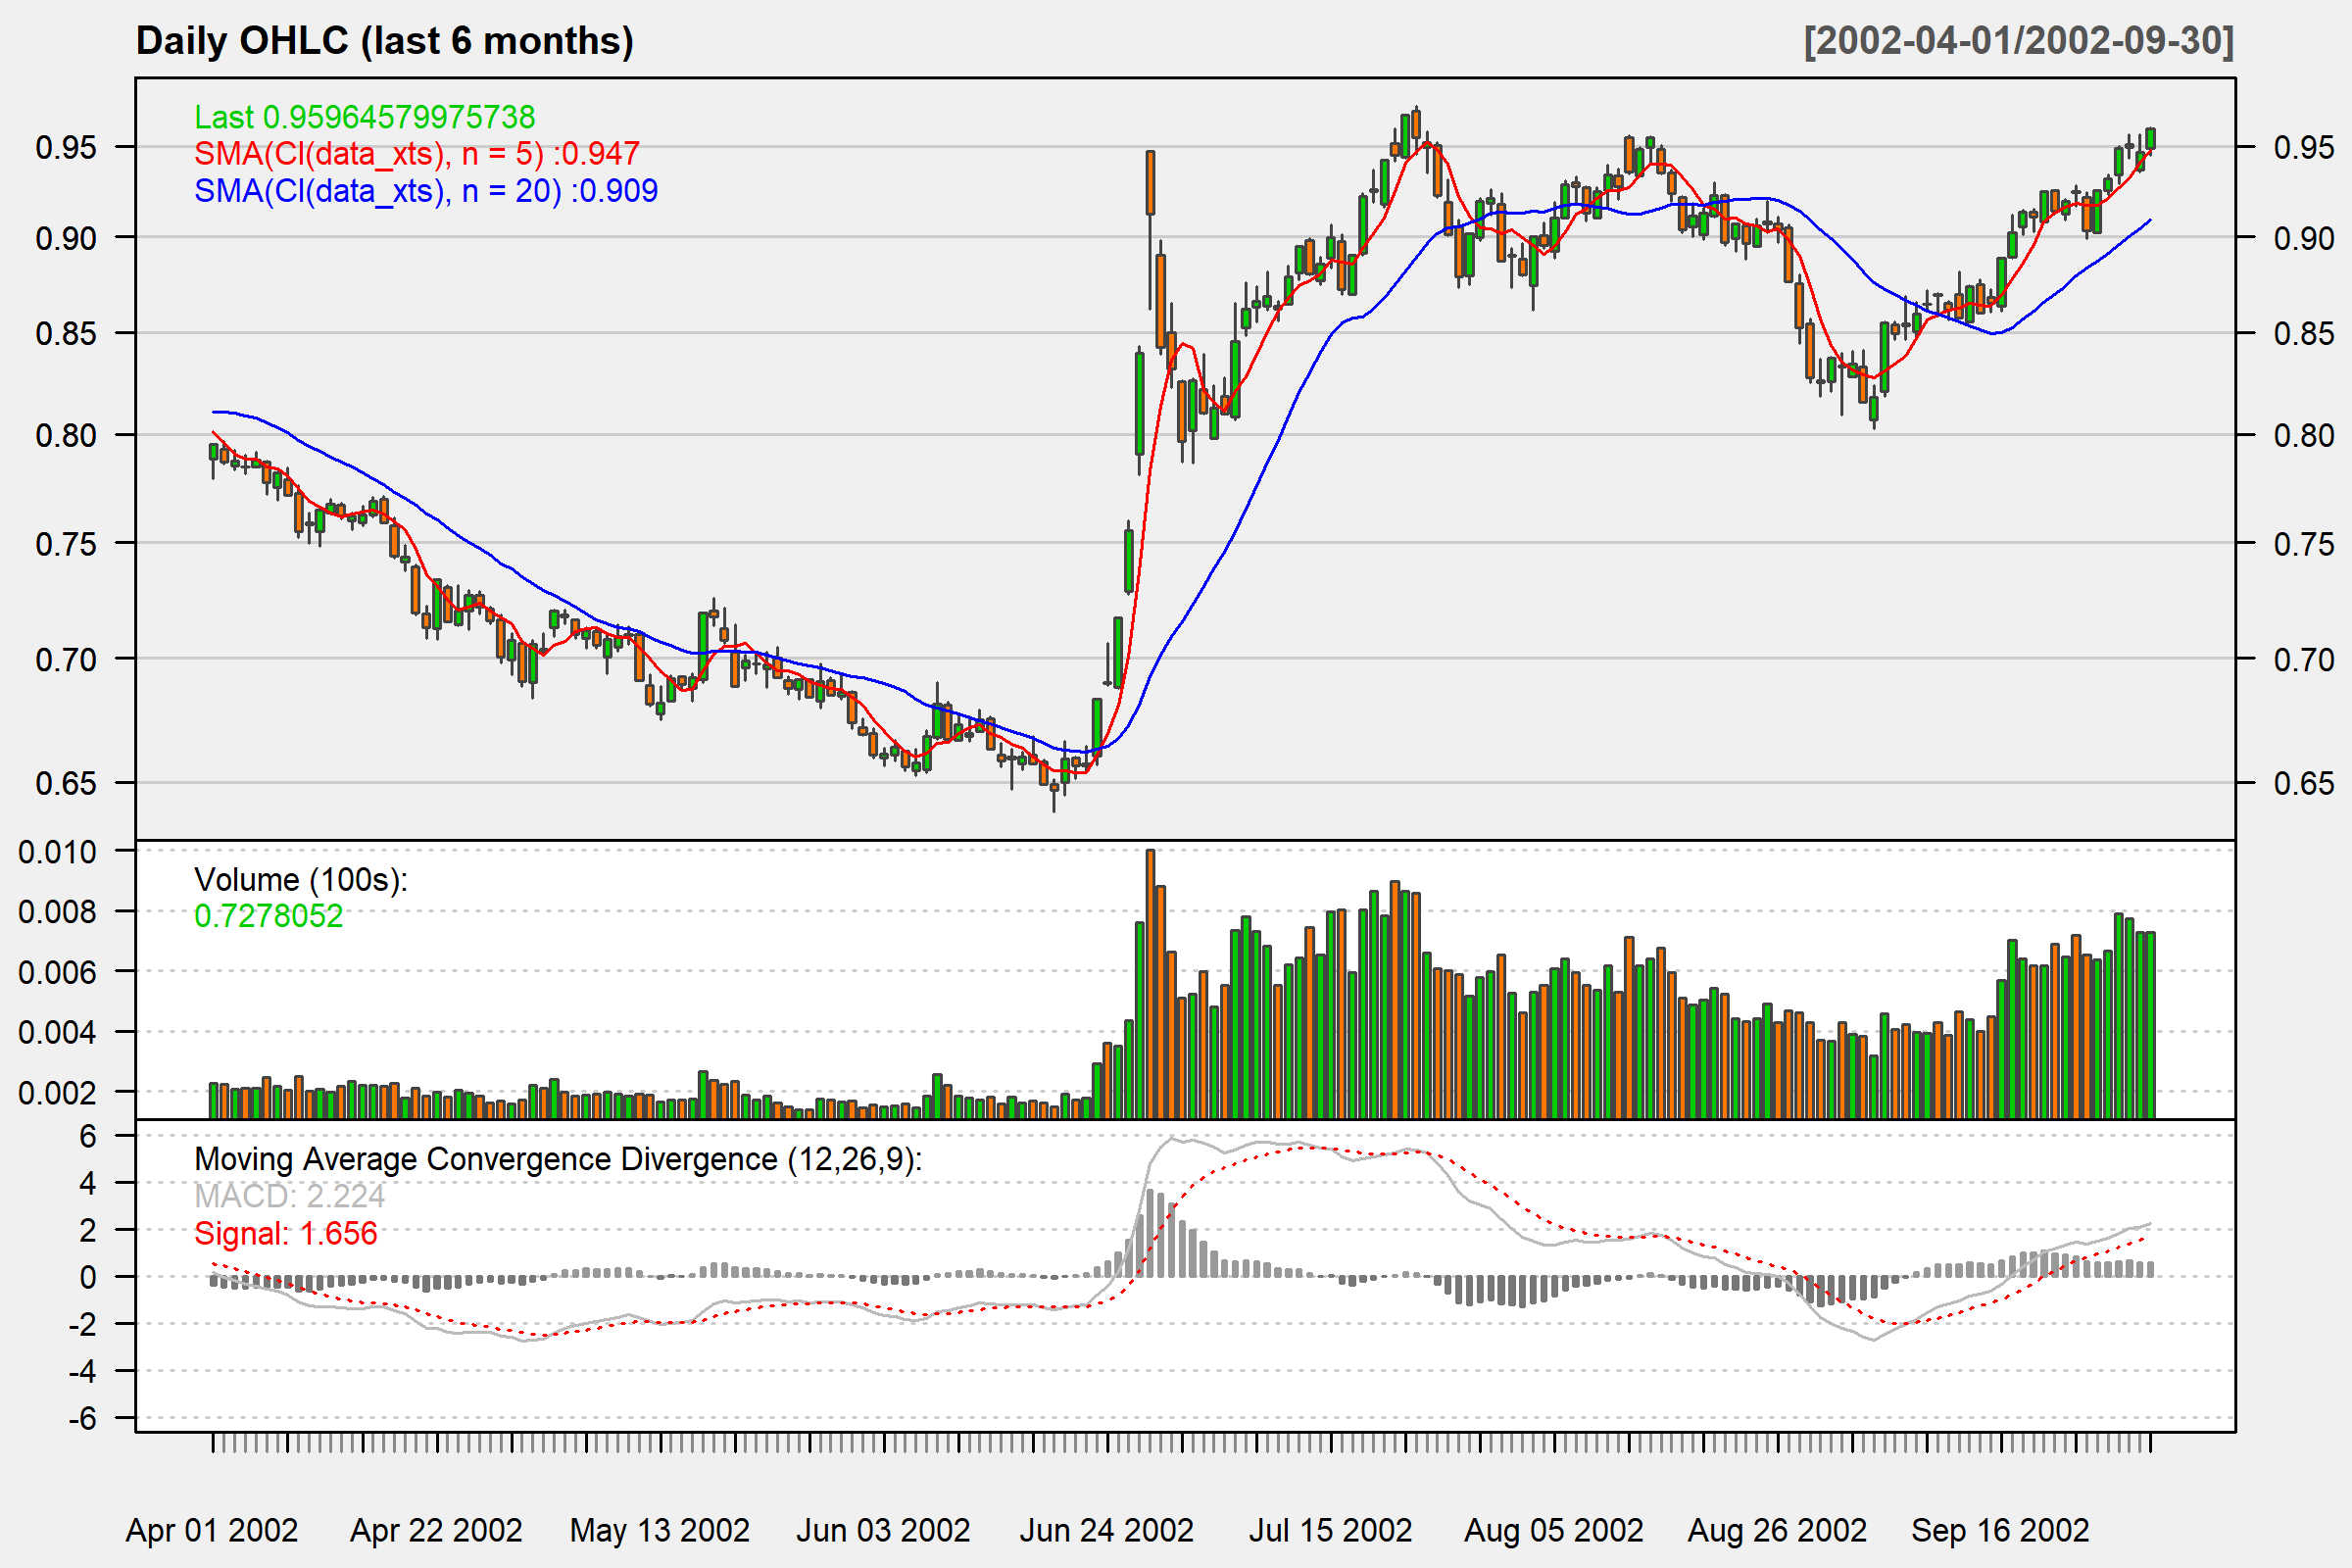 Daily OHLC (last 6 months) [2002-04-01/2002-09-30]
Last 0.95964579975738
SMA(Cl(data_xts), n = 5) :0.947
SMA(Cl(data_xts), n = 20) :0.909
0.95 0.95
0.90 0.90
0.85 0.85
0.80 0.80
0.75 0.75
0.70 0.70
0.65 0.65
Volume (100s):
0.7278052
0.010
0.008
0.006
0.004
0.002
Moving Average Convergence Divergence (12,26,9):
MACD: 2.224
Signal: 1.656
6
4
2
0
-2
-4
-6
Apr 01 2002 Apr 22 2002 May 13 2002 Jun 03 2002 Jun 24 2002 Jul 15 2002 Aug 05 2002 Aug 26 2002 Sep 16 2002